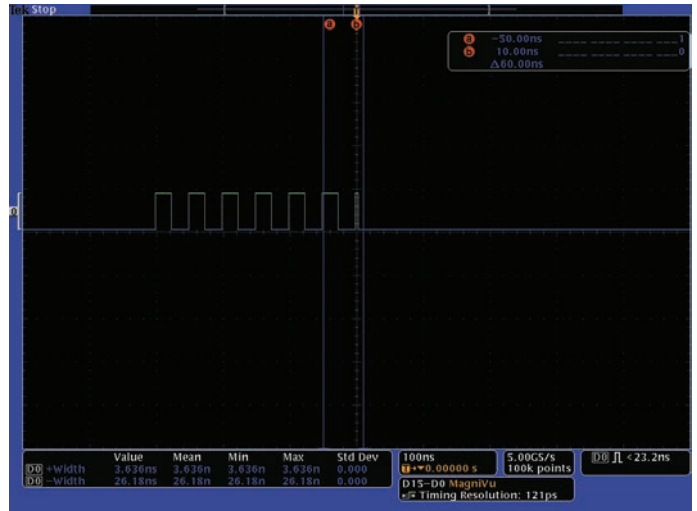 Tek Stop
T
a b
a −50.00ns 1
b 10.00ns 0
Δ60.00ns
Value Mean Min Max Std Dev
D0 +Width 3.636ns 3.636n 3.636n 3.636n 0.000
D0 −Width 26.18ns 26.18n 26.18n 26.18n 0.000
100ns
T→▼0.00000 s
5.00GS/s
100k points
D0 <23.2ns
D15−D0 MagniVu
Timing Resolution: 121ps